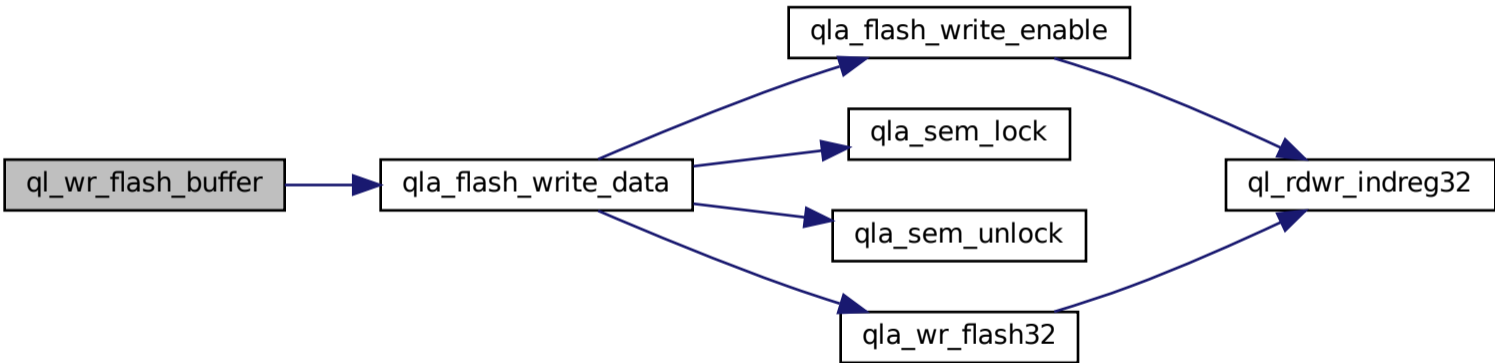 ql_wr_flash_buffer
qla_flash_write_data
qla_flash_write_enable
qla_sem_lock
qla_sem_unlock
qla_wr_flash32
ql_rdwr_indreg32